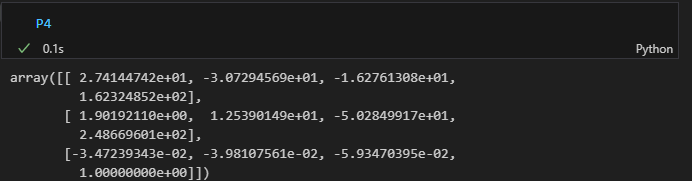 P4
0.1s
Python
array([[ 2.74144742e+01, -3.07294569e+01, -1.62761308e+01,
1.62324852e+02],
[ 1.90192110e+00, 1.25390149e+01, -5.02849917e+01,
2.48669601e+02],
[-3.47239343e-02, -3.98107561e-02, -5.93470395e-02,
1.00000000e+00]])